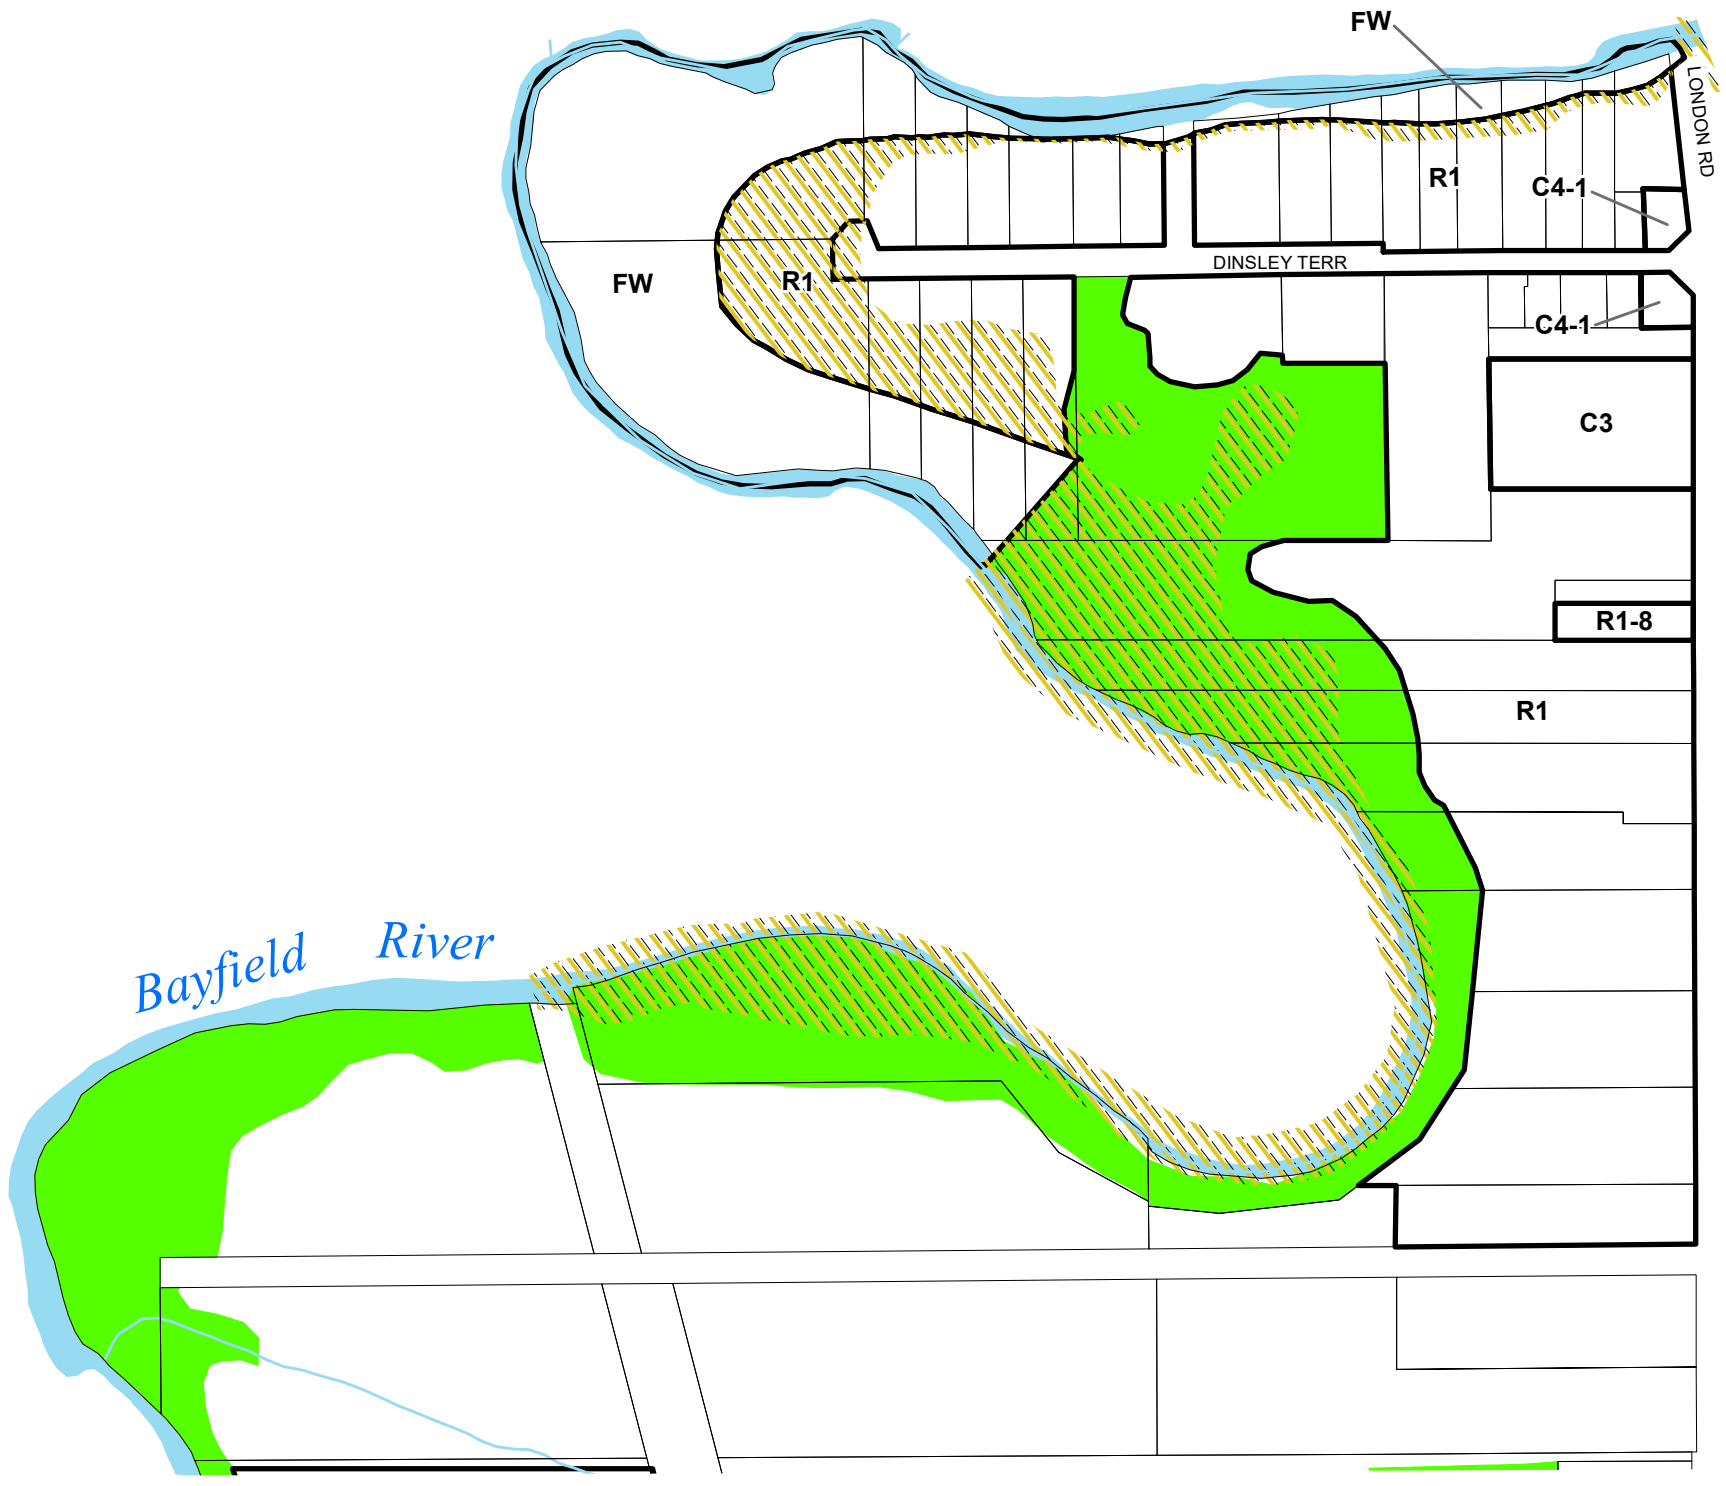 FW
LONDON RD
R1
C4-1
DINSLEY TERR
FW
R1
C4-1
C3
R1-8
R1
Bayfield River